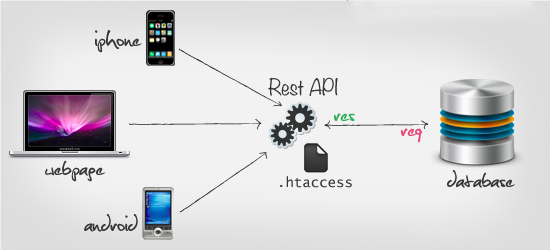 iphone
Rest API
res
req
webpage
.htaccess
database
android